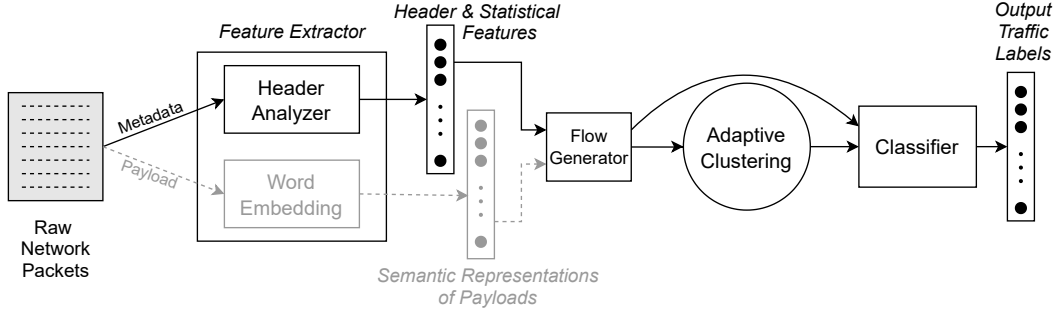 Feature Extractor
Header & Statistical
Features
Output
Traffic
Labels
Metadata
Header
Analyzer
Payload
Word
Embedding
Flow
Generator
Adaptive
Clustering
Classifier
Raw
Network
Packets
Semantic Representations
of Payloads